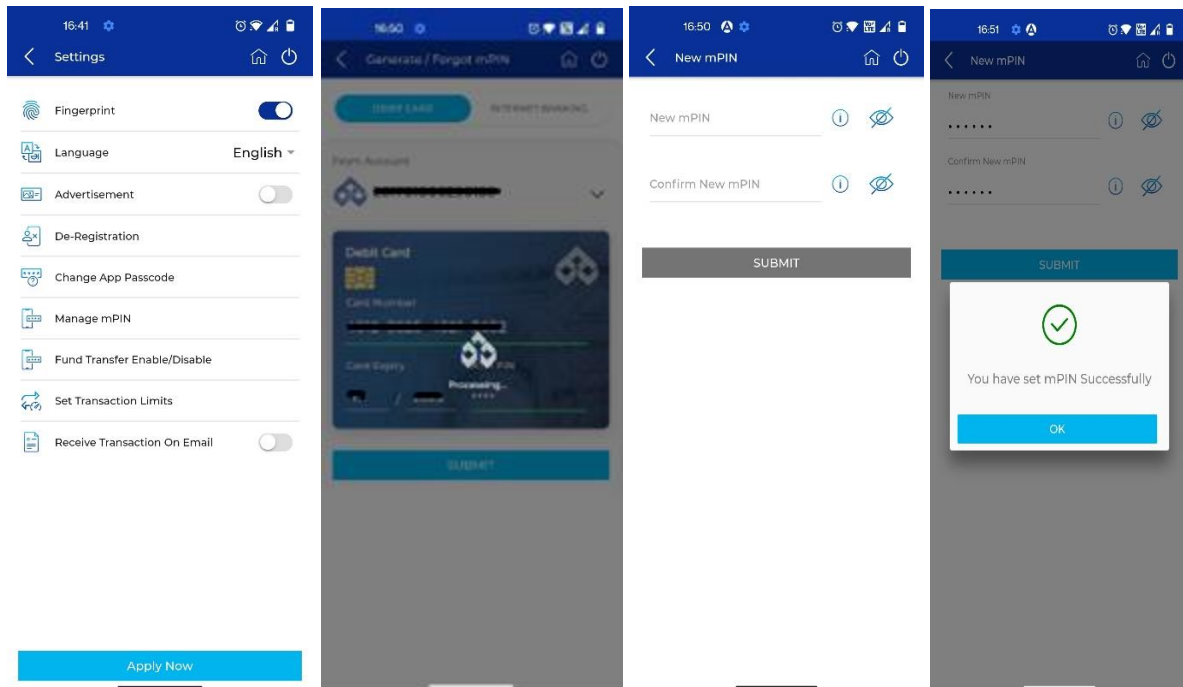 16:41
Settings
Fingerprint
Language English
Advertisement
De-Registration
Change App Passcode
Manage mPIN
Fund Transfer Enable/Disable
Set Transaction Limits
Receive Transaction On Email
Apply Now
16:50
Generate / Forgot mPIN
DEBIT CARD INTERNET BANKING
From Account
Debit Card
Card Number
Card Expiry PIN
/
Processing...
SUBMIT
16:50
New mPIN
New mPIN
Confirm New mPIN
SUBMIT
16:51
New mPIN
New mPIN
Confirm New mPIN
SUBMIT
You have set mPIN Successfully
OK